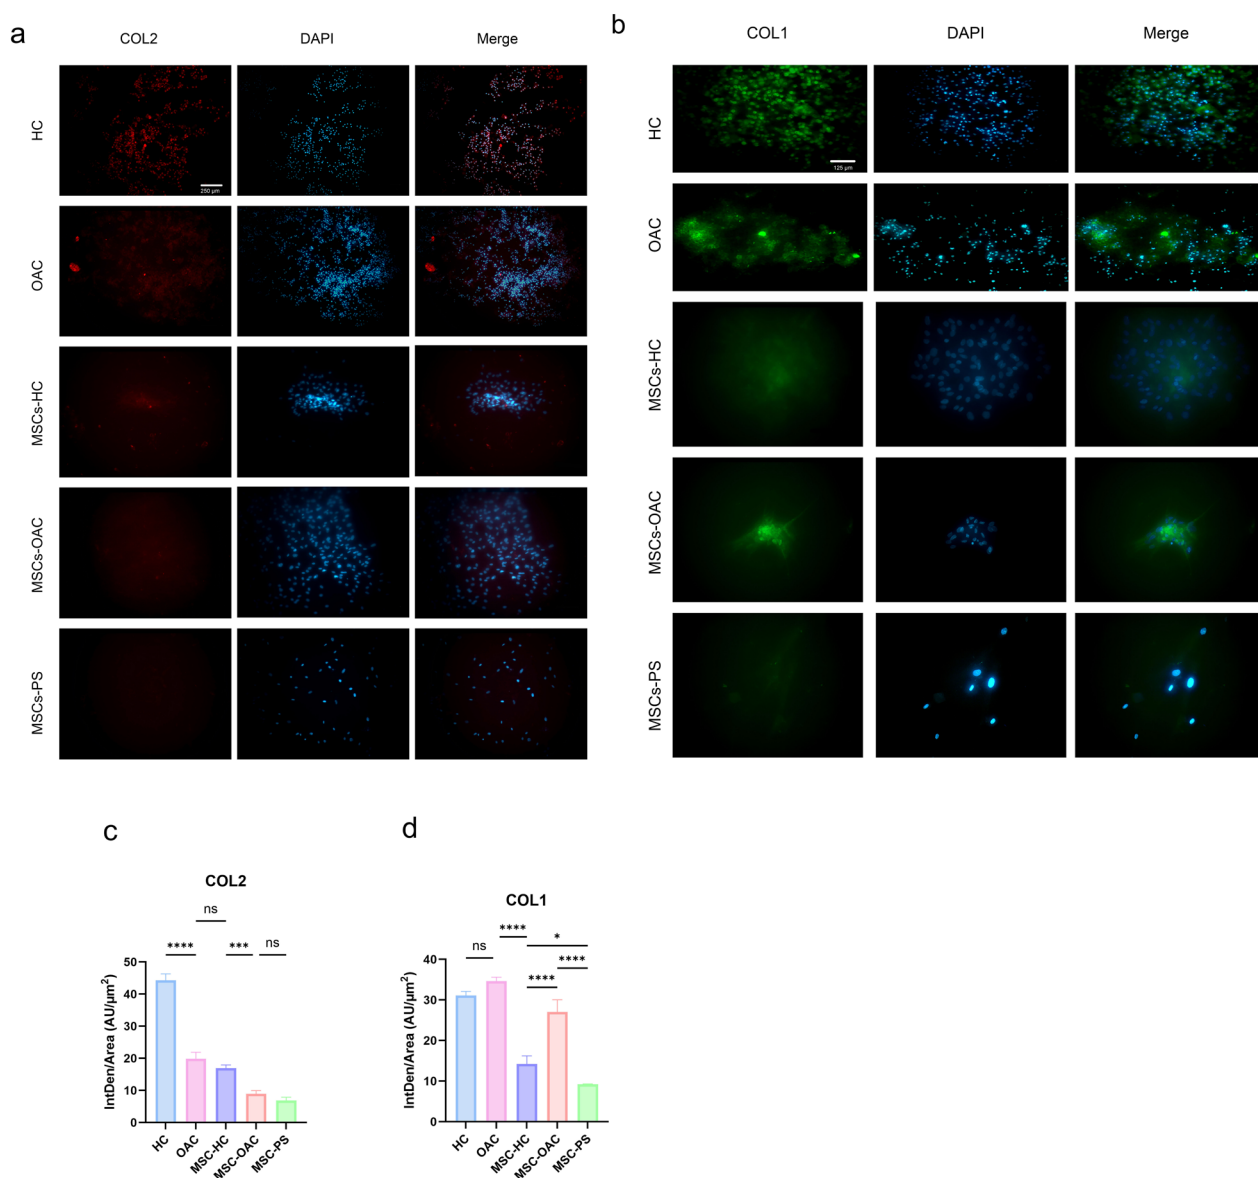 a
COL2 DAPI Merge
HC
250 µm
OAC
MSCs-HC
MSCs-OAC
MSCs-PS
b
COL1 DAPI Merge
HC
125 µm
OAC
MSCs-HC
MSCs-OAC
MSCs-PS
c
COL2
ns
**** *** ns
IntDen/Area (AU/µm²)
50
40
30
20
10
0
HC OAC MSC-HC MSC-OAC MSC-PS
d
COL1
****
*
ns
****
****
IntDen/Area (AU/µm²)
40
30
20
10
0
HC OAC MSC-HC MSC-OAC MSC-PS